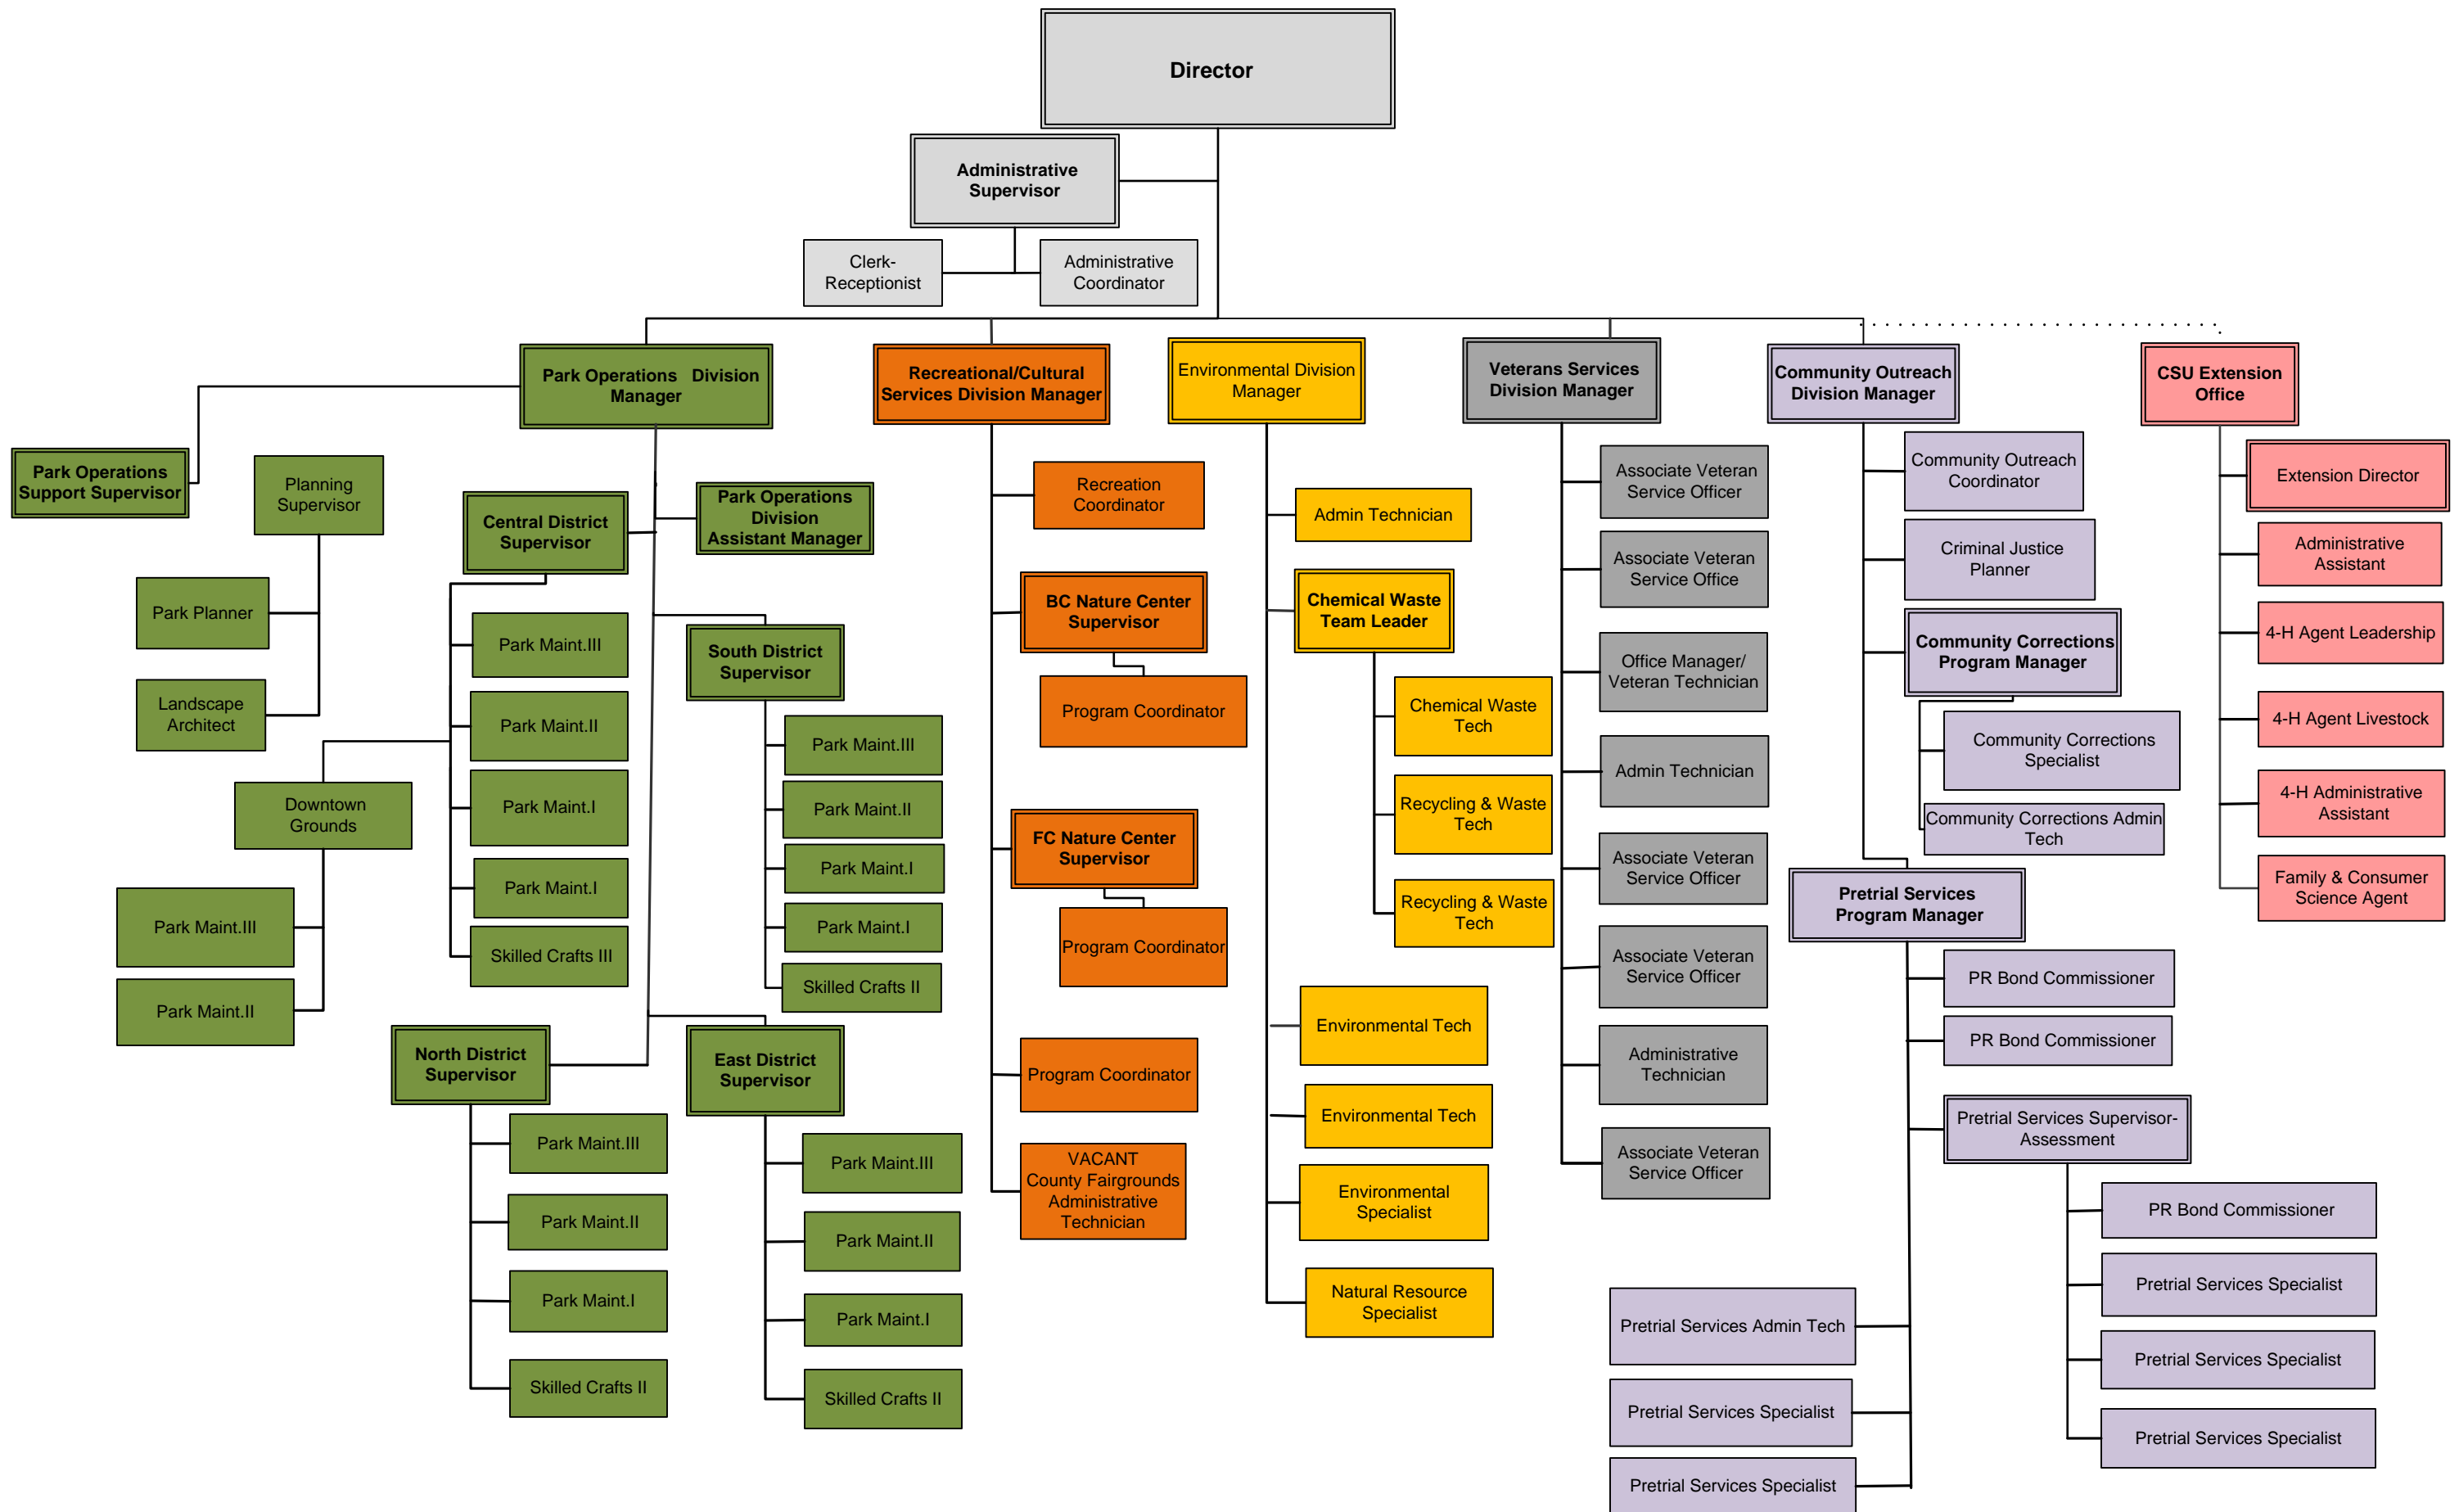 Director
Administrative
Supervisor
Clerk-
Receptionist
Administrative
Coordinator
Park Operations Division
Manager
Park Operations
Support Supervisor
Planning
Supervisor
Park Planner
Landscape
Architect
Central District
Supervisor
Park Operations
Division
Assistant Manager
Park Maint.III
Park Maint.II
Park Maint.I
Park Maint.I
Skilled Crafts III
Downtown
Grounds
Park Maint.III
Park Maint.II
South District
Supervisor
Park Maint.III
Park Maint.II
Park Maint.I
Park Maint.I
Skilled Crafts II
North District
Supervisor
Park Maint.III
Park Maint.II
Park Maint.I
Skilled Crafts II
East District
Supervisor
Park Maint.III
Park Maint.II
Park Maint.I
Skilled Crafts II
Recreational/Cultural
Services Division Manager
Recreation
Coordinator
BC Nature Center
Supervisor
Program Coordinator
FC Nature Center
Supervisor
Program Coordinator
Program Coordinator
VACANT
County Fairgrounds
Administrative
Technician
Environmental Division
Manager
Admin Technician
Chemical Waste
Team Leader
Chemical Waste
Tech
Recycling & Waste
Tech
Recycling & Waste
Tech
Environmental Tech
Environmental Tech
Environmental
Specialist
Natural Resource
Specialist
Veterans Services
Division Manager
Associate Veteran
Service Officer
Associate Veteran
Service Office
Office Manager/
Veteran Technician
Admin Technician
Associate Veteran
Service Officer
Associate Veteran
Service Officer
Administrative
Technician
Associate Veteran
Service Officer
Community Outreach
Division Manager
Community Outreach
Coordinator
Criminal Justice
Planner
Community Corrections
Program Manager
Community Corrections
Specialist
Community Corrections Admin
Tech
Pretrial Services
Program Manager
PR Bond Commissioner
PR Bond Commissioner
Pretrial Services Supervisor-
Assessment
PR Bond Commissioner
Pretrial Services Specialist
Pretrial Services Specialist
Pretrial Services Specialist
Pretrial Services Admin Tech
Pretrial Services Specialist
Pretrial Services Specialist
CSU Extension
Office
Extension Director
Administrative
Assistant
4-H Agent Leadership
4-H Agent Livestock
4-H Administrative
Assistant
Family & Consumer
Science Agent